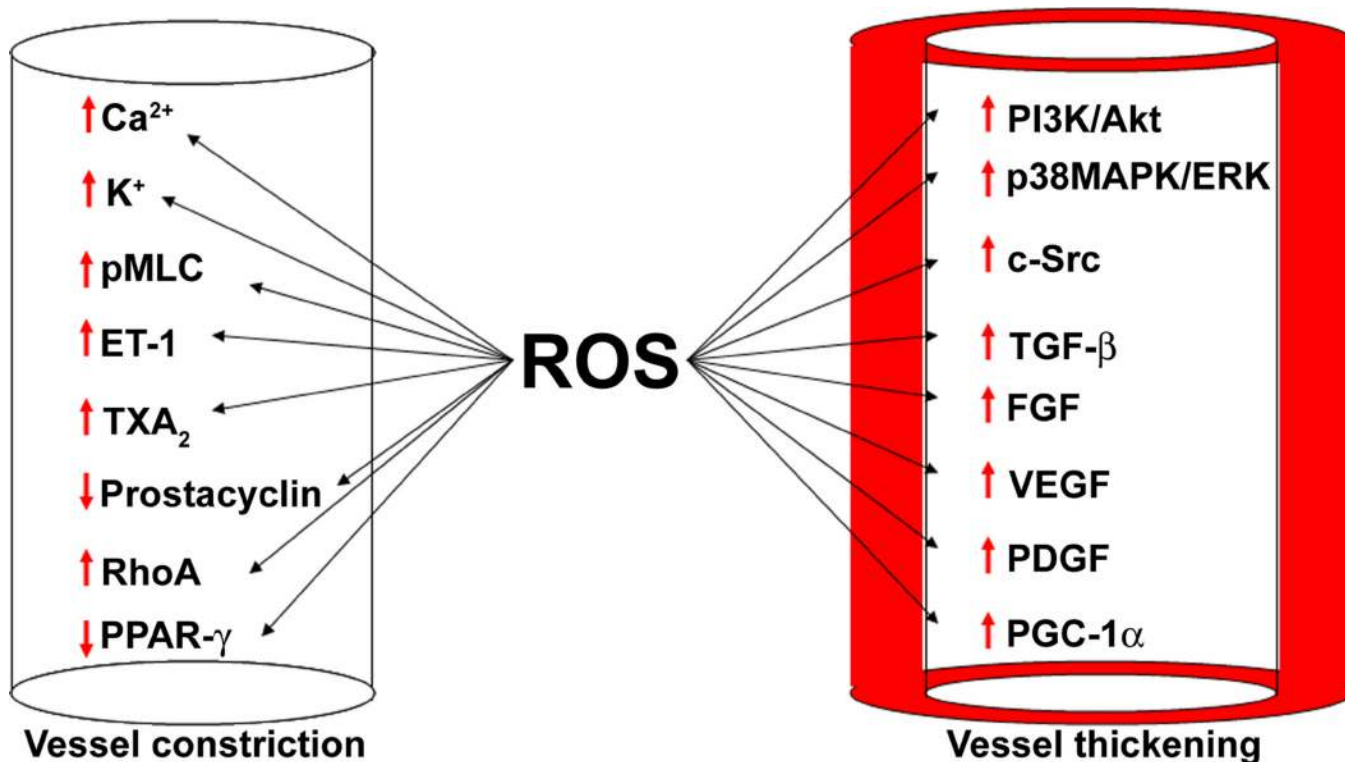 Ca²⁺
K⁺
pMLC
ET-1
TXA₂
Prostacyclin
RhoA
PPAR-γ
Vessel constriction
ROS
PI3K/Akt
p38MAPK/ERK
c-Src
TGF-β
FGF
VEGF
PDGF
PGC-1α
Vessel thickening